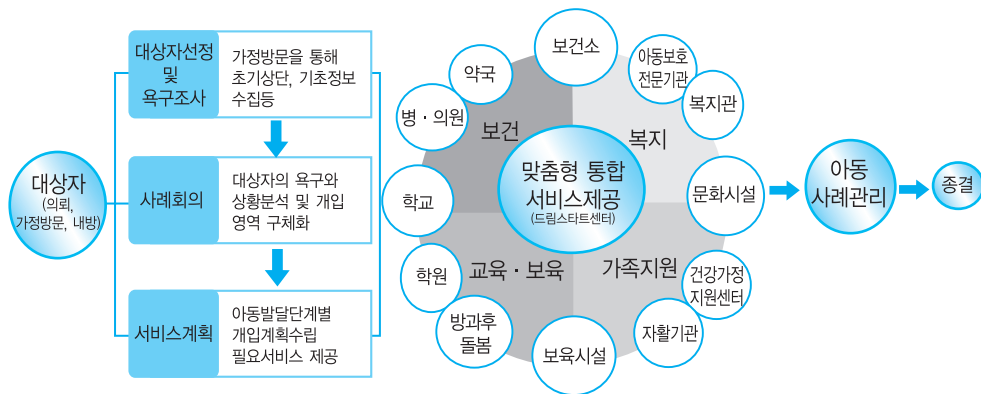 대상자
(의뢰,
가정방문, 내방)
대상자선정
및
욕구조사
가정방문을 통해
초기상단, 기초정보
수집등
사례회의
대상자의 욕구와
상황분석 및 개입
영역 구체화
서비스계획
아동발달단계별
개입계획수립
필요서비스 제공
보건소
약국
병·의원
학교
학원
방과후
돌봄
보육시설
자활기관
건강가정
지원센터
문화시설
복지관
아동보호
전문기관
보건
복지
교육·보육
가족지원
맞춤형 통합
서비스제공
(드림스타트센터)
아동
사례관리
종결